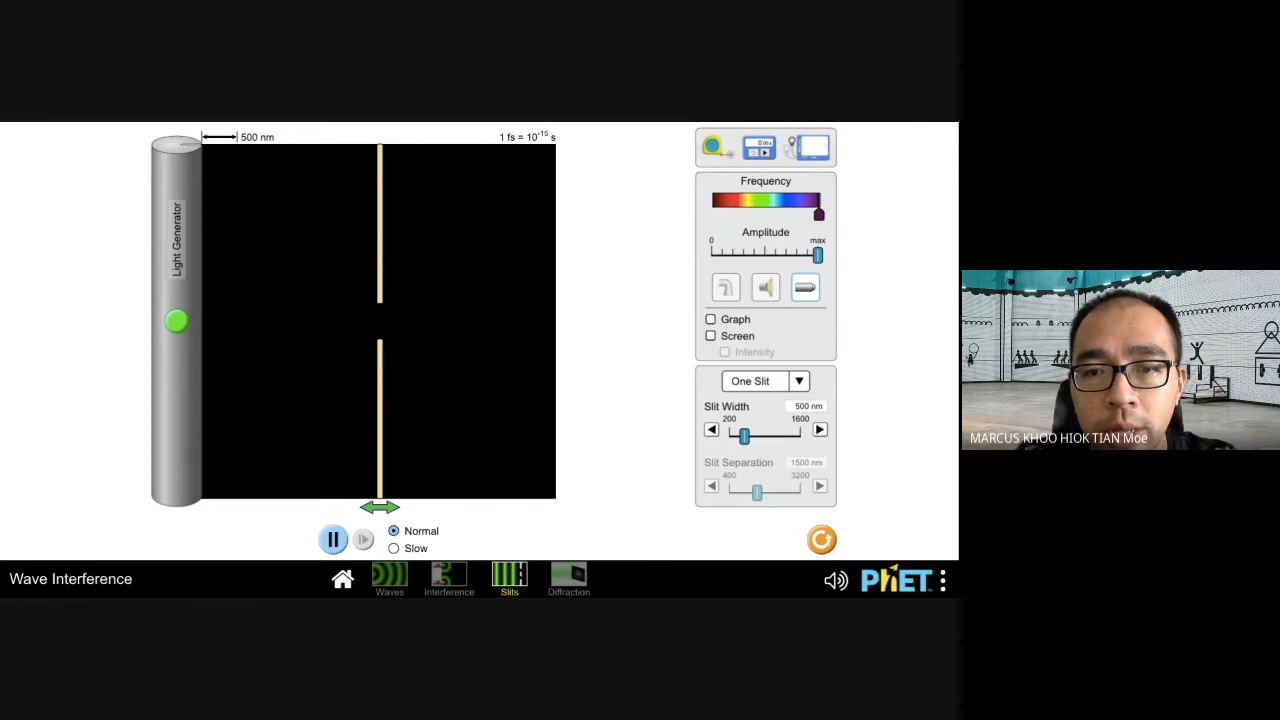 500 nm
1 fs = 10⁻¹⁵ s
Light Generator
0.00 s
Frequency
Amplitude
0
max
Graph
Screen
Intensity
One Slit
Slit Width
500 nm
200
1600
Slit Separation
1500 nm
400
3200
Normal
Slow
MARCUS KHOO HIOK TIAN Moe
Wave Interference
Waves
Interference
Slits
Diffraction
PhET